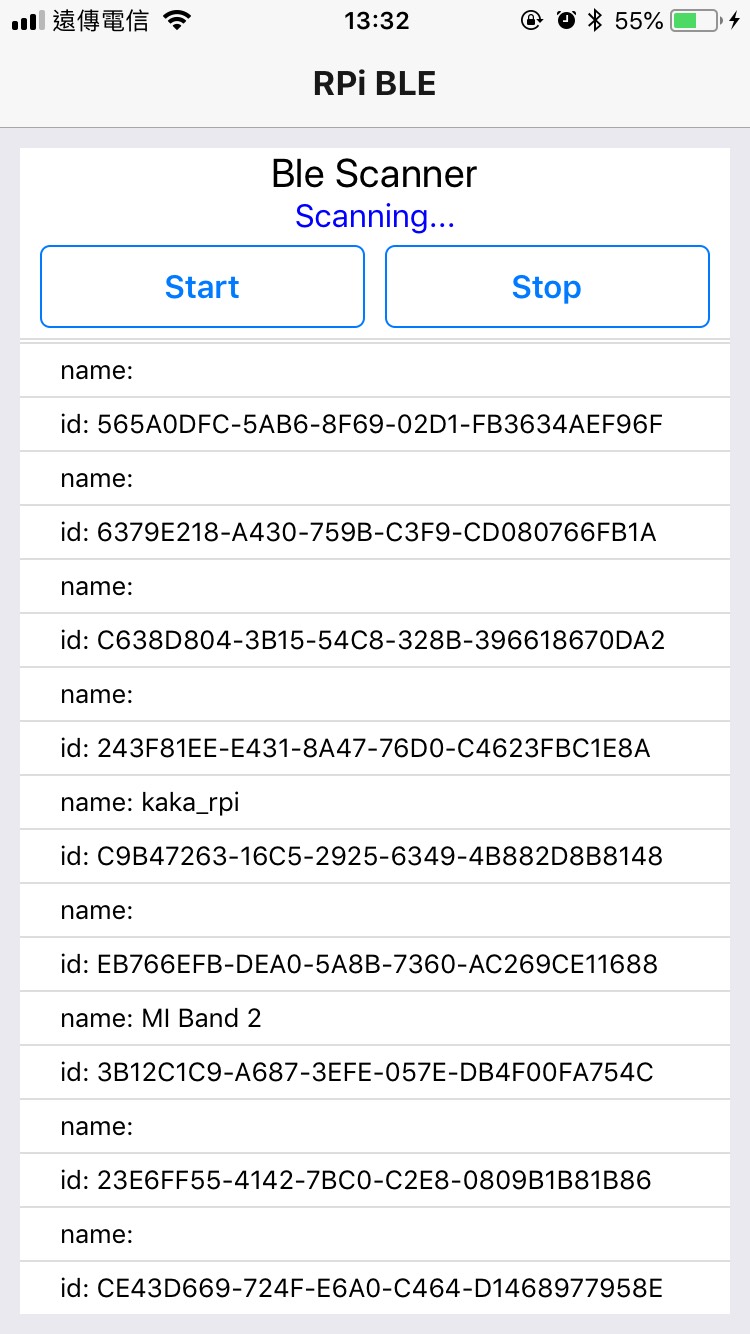 遠傳電信 13:32 55%
RPi BLE
Ble Scanner
Scanning...
Start Stop
name:
id: 565A0DFC-5AB6-8F69-02D1-FB3634AEF96F
name:
id: 6379E218-A430-759B-C3F9-CD080766FB1A
name:
id: C638D804-3B15-54C8-328B-396618670DA2
name:
id: 243F81EE-E431-8A47-76D0-C4623FBC1E8A
name: kaka_rpi
id: C9B47263-16C5-2925-6349-4B882D8B8148
name:
id: EB766EFB-DEA0-5A8B-7360-AC269CE11688
name: MI Band 2
id: 3B12C1C9-A687-3EFE-057E-DB4F00FA754C
name:
id: 23E6FF55-4142-7BC0-C2E8-0809B1B81B86
name:
id: CE43D669-724F-E6A0-C464-D1468977958E